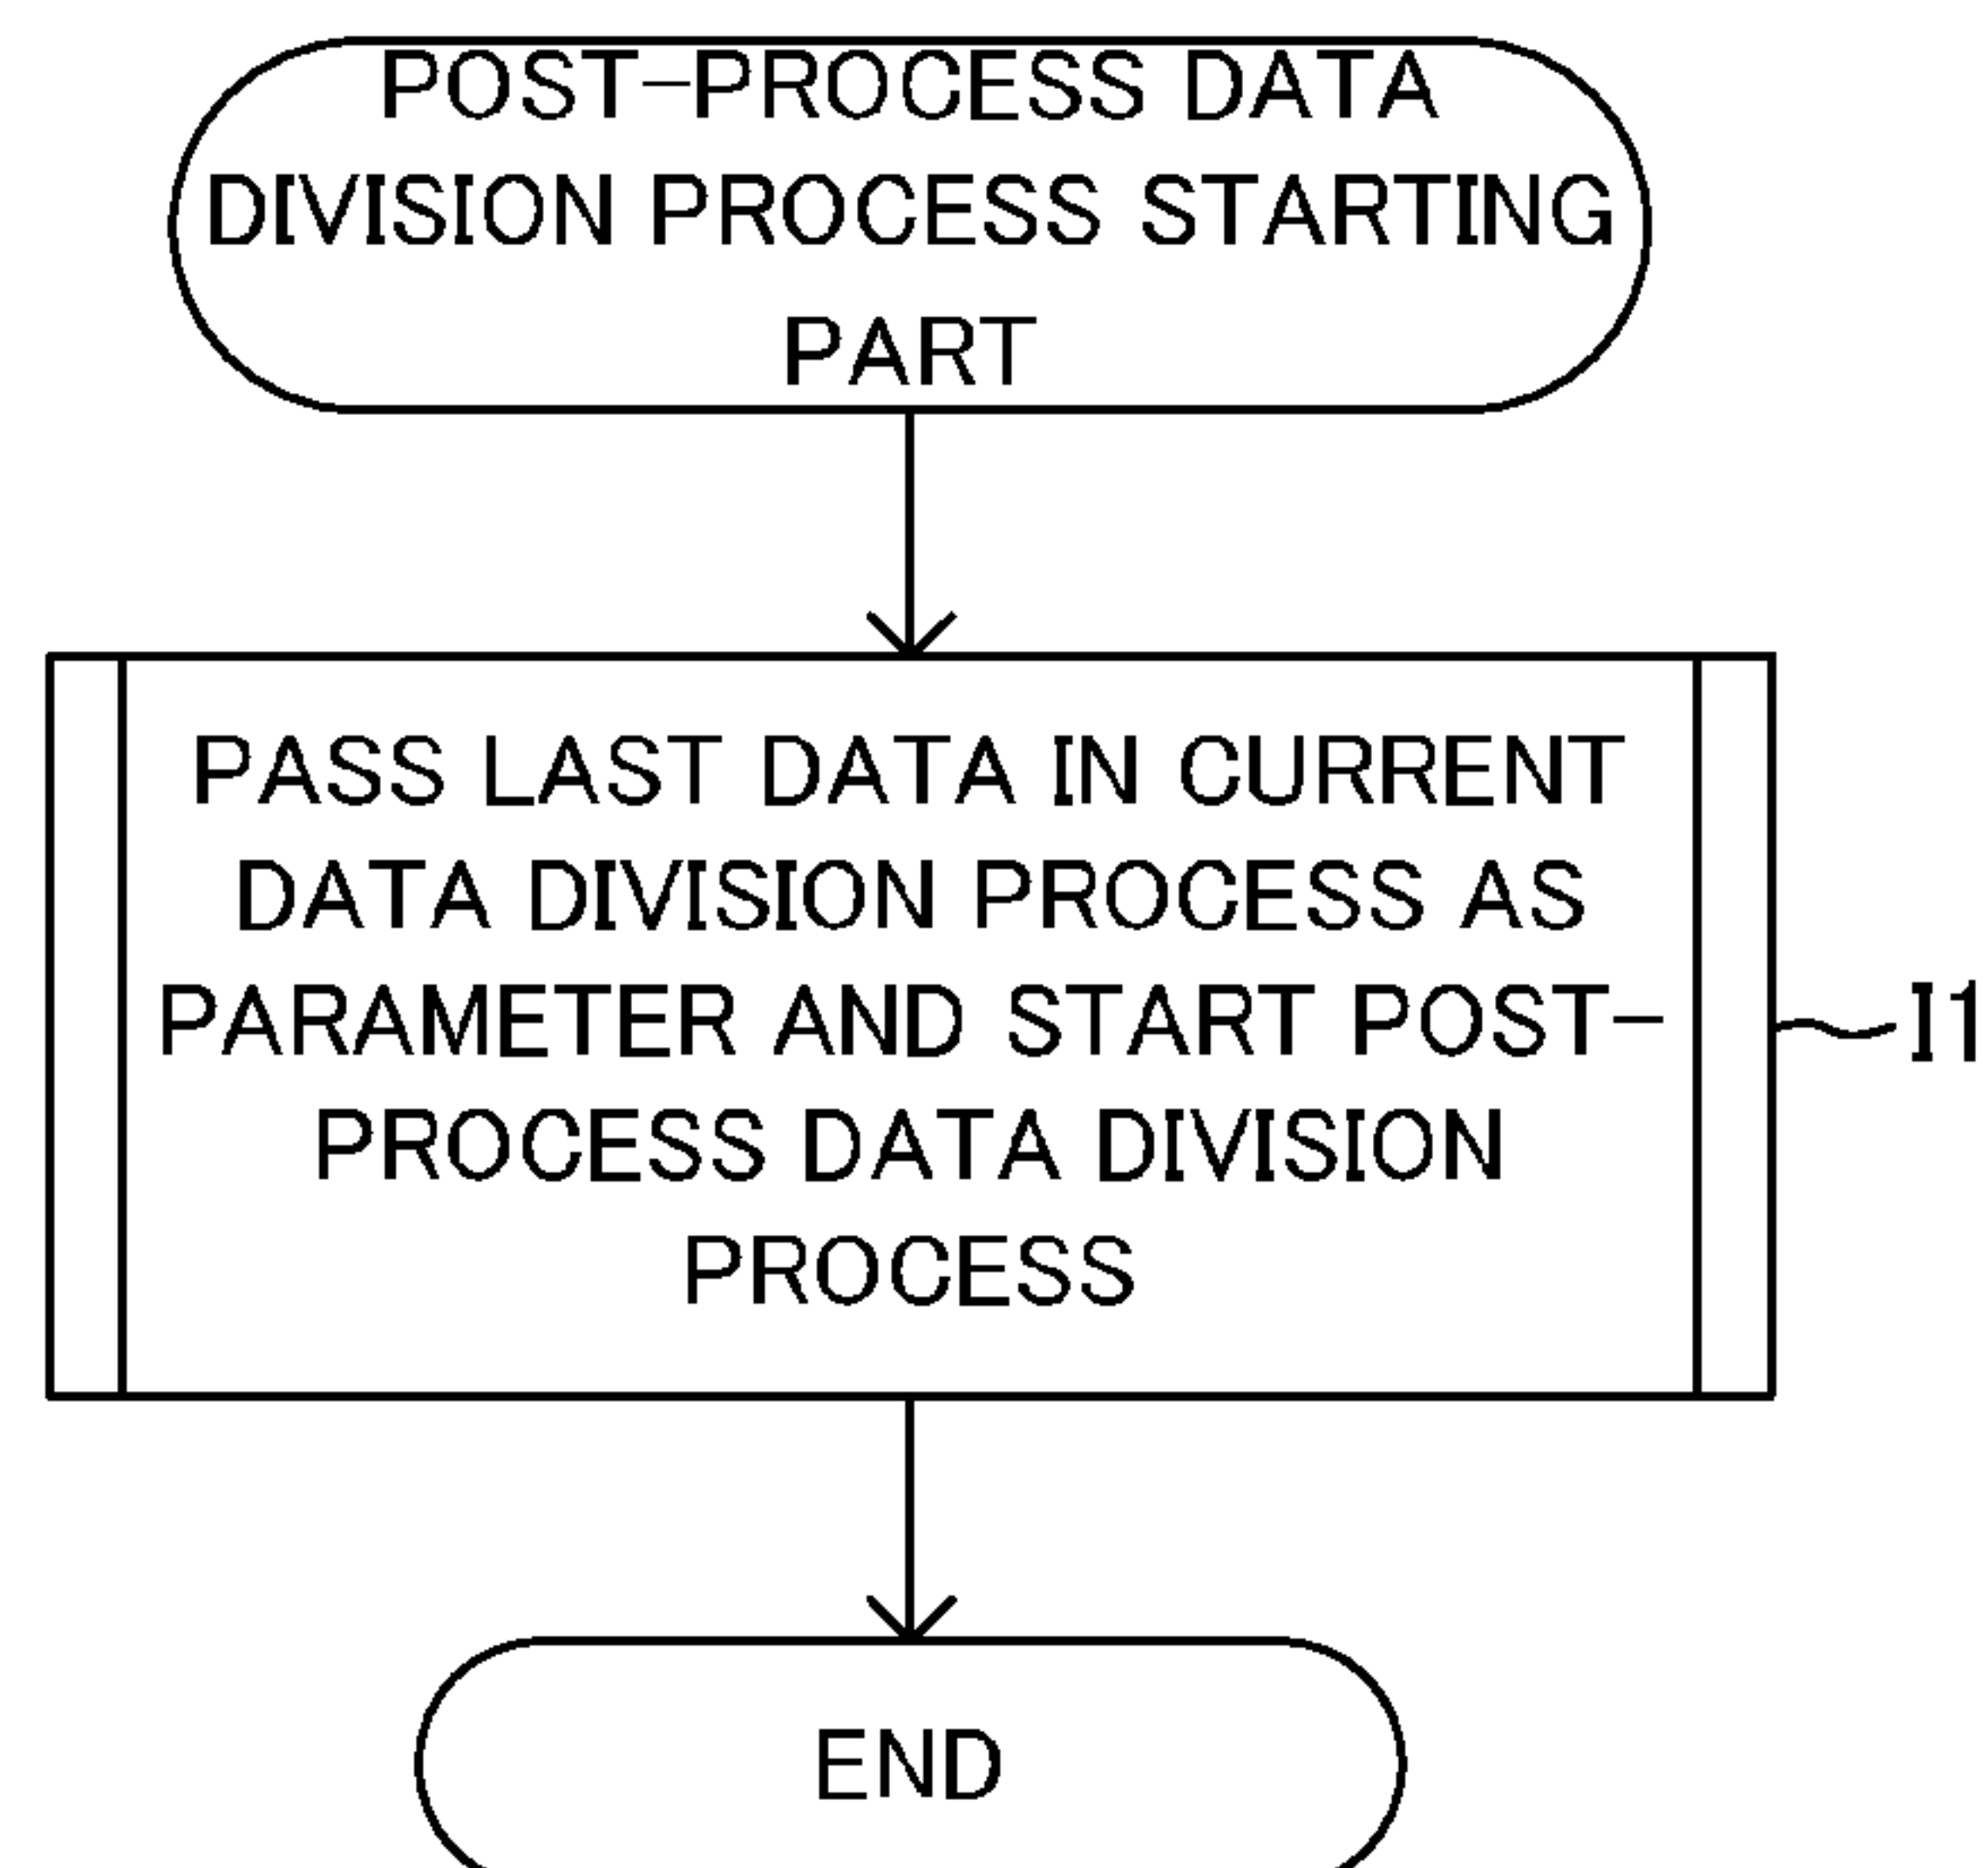 POST-PROCESS DATA
DIVISION PROCESS STARTING
PART
PASS LAST DATA IN CURRENT
DATA DIVISION PROCESS AS
PARAMETER AND START POST-
PROCESS DATA DIVISION
PROCESS
I1
END